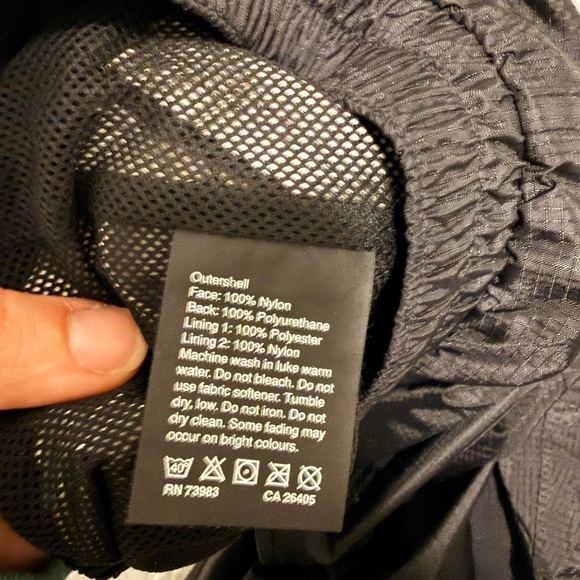 Outershell
Face: 100% Nylon
Back: 100% Polyurethane
Lining 1: 100% Polyester
Lining 2: 100% Nylon
Machine wash in luke warm
water. Do not bleach. Do not
use fabric softener. Tumble
dry, low. Do not iron. Do not
dry clean. Some fading may
occur on bright colours.
40°
RN 73983 CA 26405